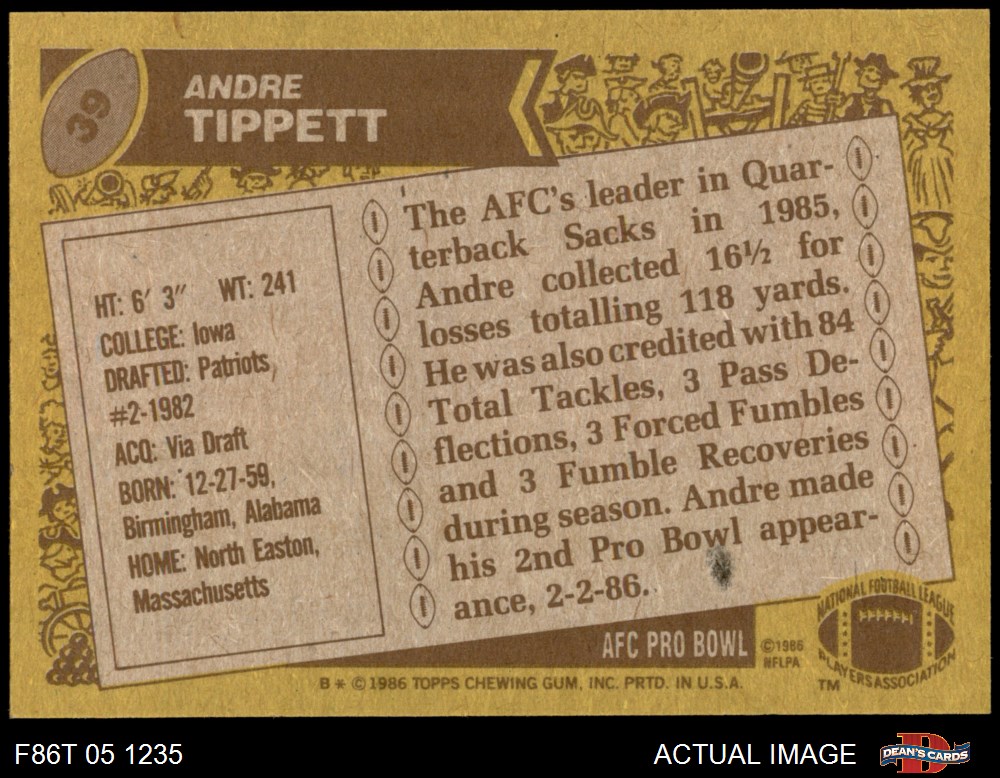 39
ANDRE
TIPPETT
HT: 6′ 3″ WT: 241
COLLEGE: Iowa
DRAFTED: Patriots,
#2-1982
ACQ: Via Draft
BORN: 12-27-59,
Birmingham, Alabama
HOME: North Easton,
Massachusetts
The AFC's leader in Quar-
terback Sacks in 1985,
Andre collected 16½ for
losses totalling 118 yards.
He was also credited with 84
Total Tackles, 3 Pass De-
flections, 3 Forced Fumbles
and 3 Fumble Recoveries
during season. Andre made
his 2nd Pro Bowl appear-
ance, 2-2-86.
AFC PRO BOWL
©1986
NFLPA
NATIONAL FOOTBALL LEAGUE
PLAYERS ASSOCIATION
TM
B * © 1986 TOPPS CHEWING GUM, INC. PRTD. IN U.S.A.
F86T 05 1235
ACTUAL IMAGE
D
DEAN'S CARDS